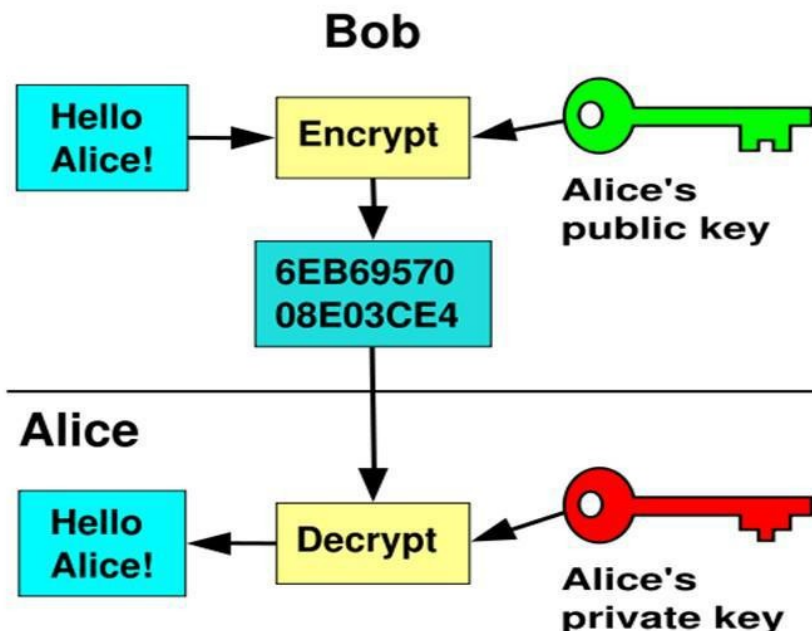 Bob
Hello
Alice!
Encrypt
Alice's
public key
6EB69570
08E03CE4
Alice
Hello
Alice!
Decrypt
Alice's
private key